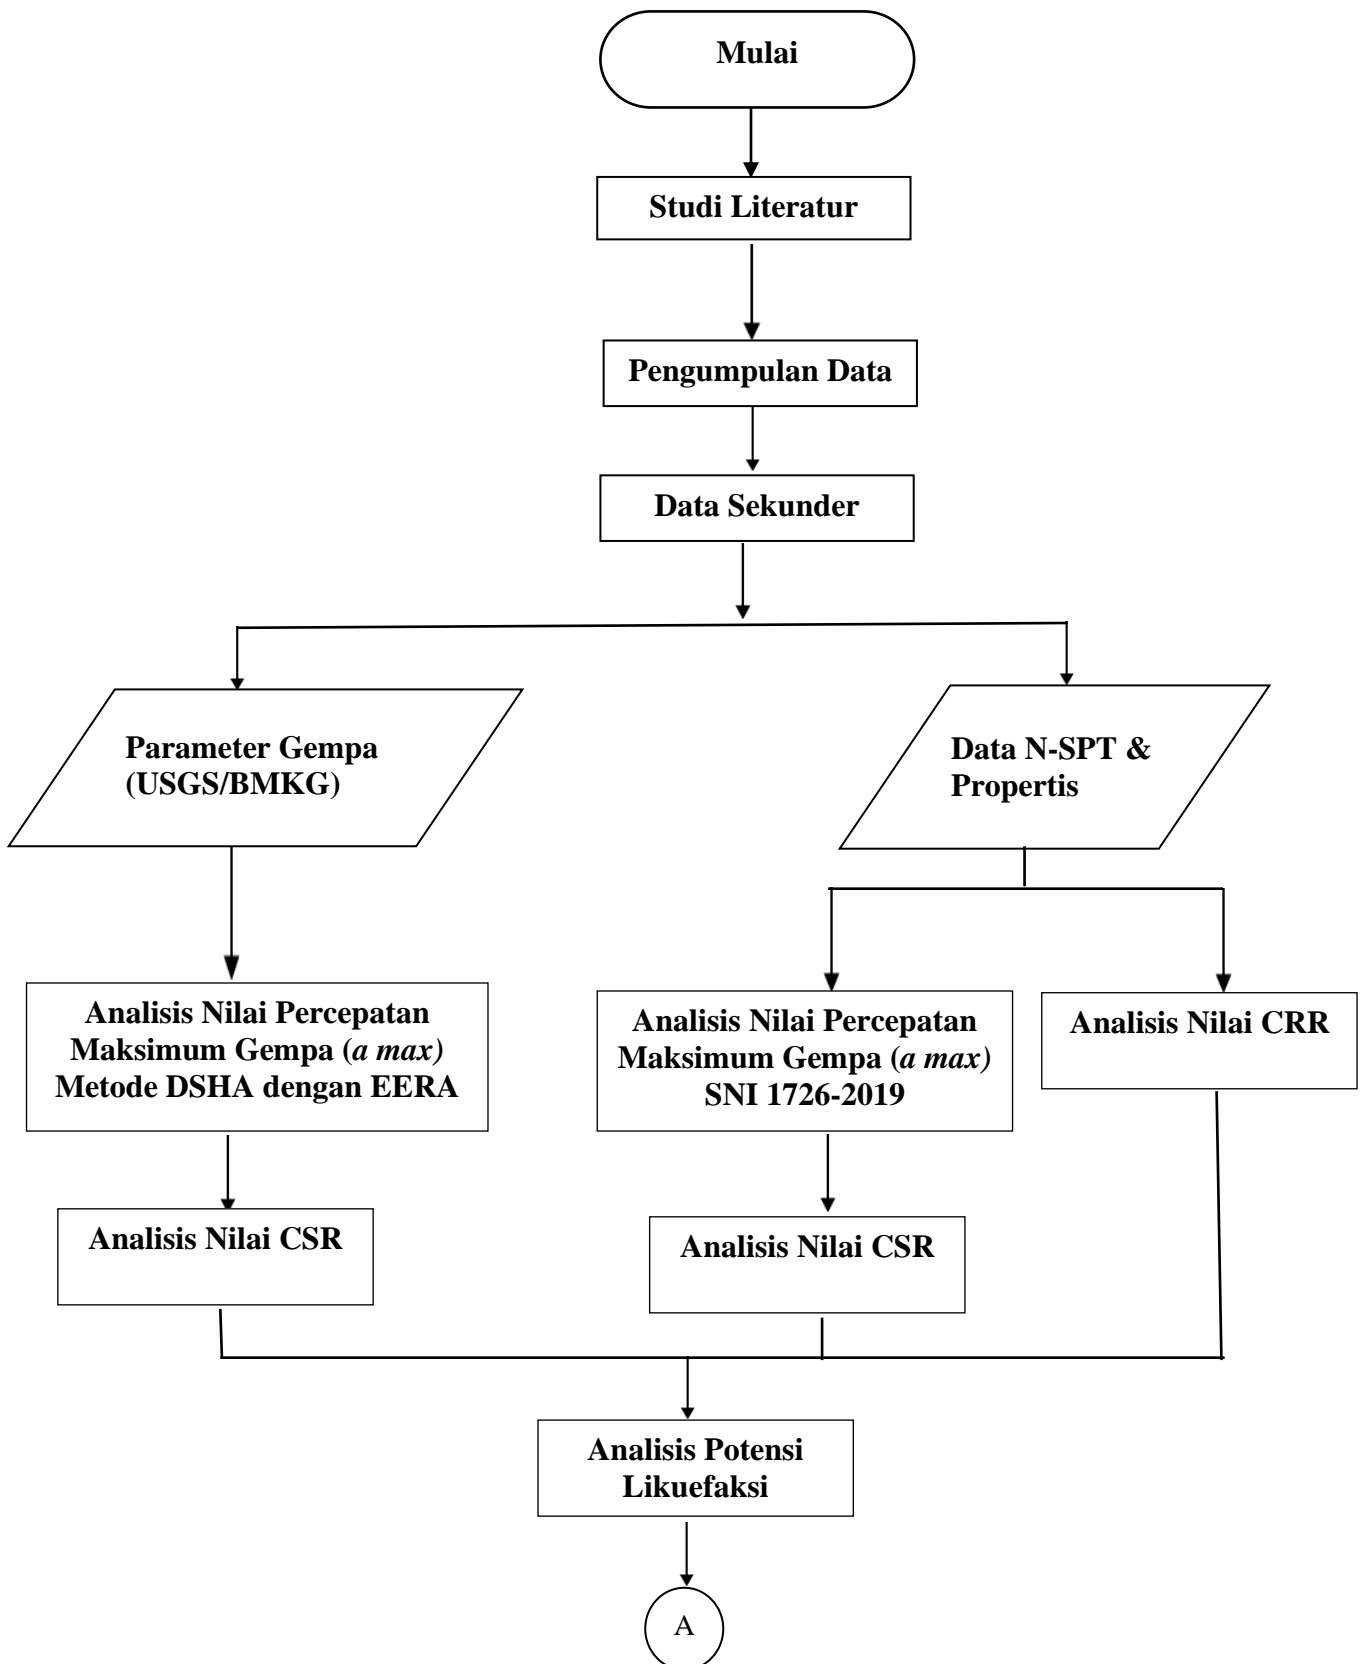 Mulai
Studi Literatur
Pengumpulan Data
Data Sekunder
Parameter Gempa
(USGS/BMKG)
Data N-SPT &
Propertis
Analisis Nilai Percepatan
Maksimum Gempa (a max)
Metode DSHA dengan EERA
Analisis Nilai Percepatan
Maksimum Gempa (a max)
SNI 1726-2019
Analisis Nilai CRR
Analisis Nilai CSR
Analisis Nilai CSR
Analisis Potensi
Likuefaksi
A